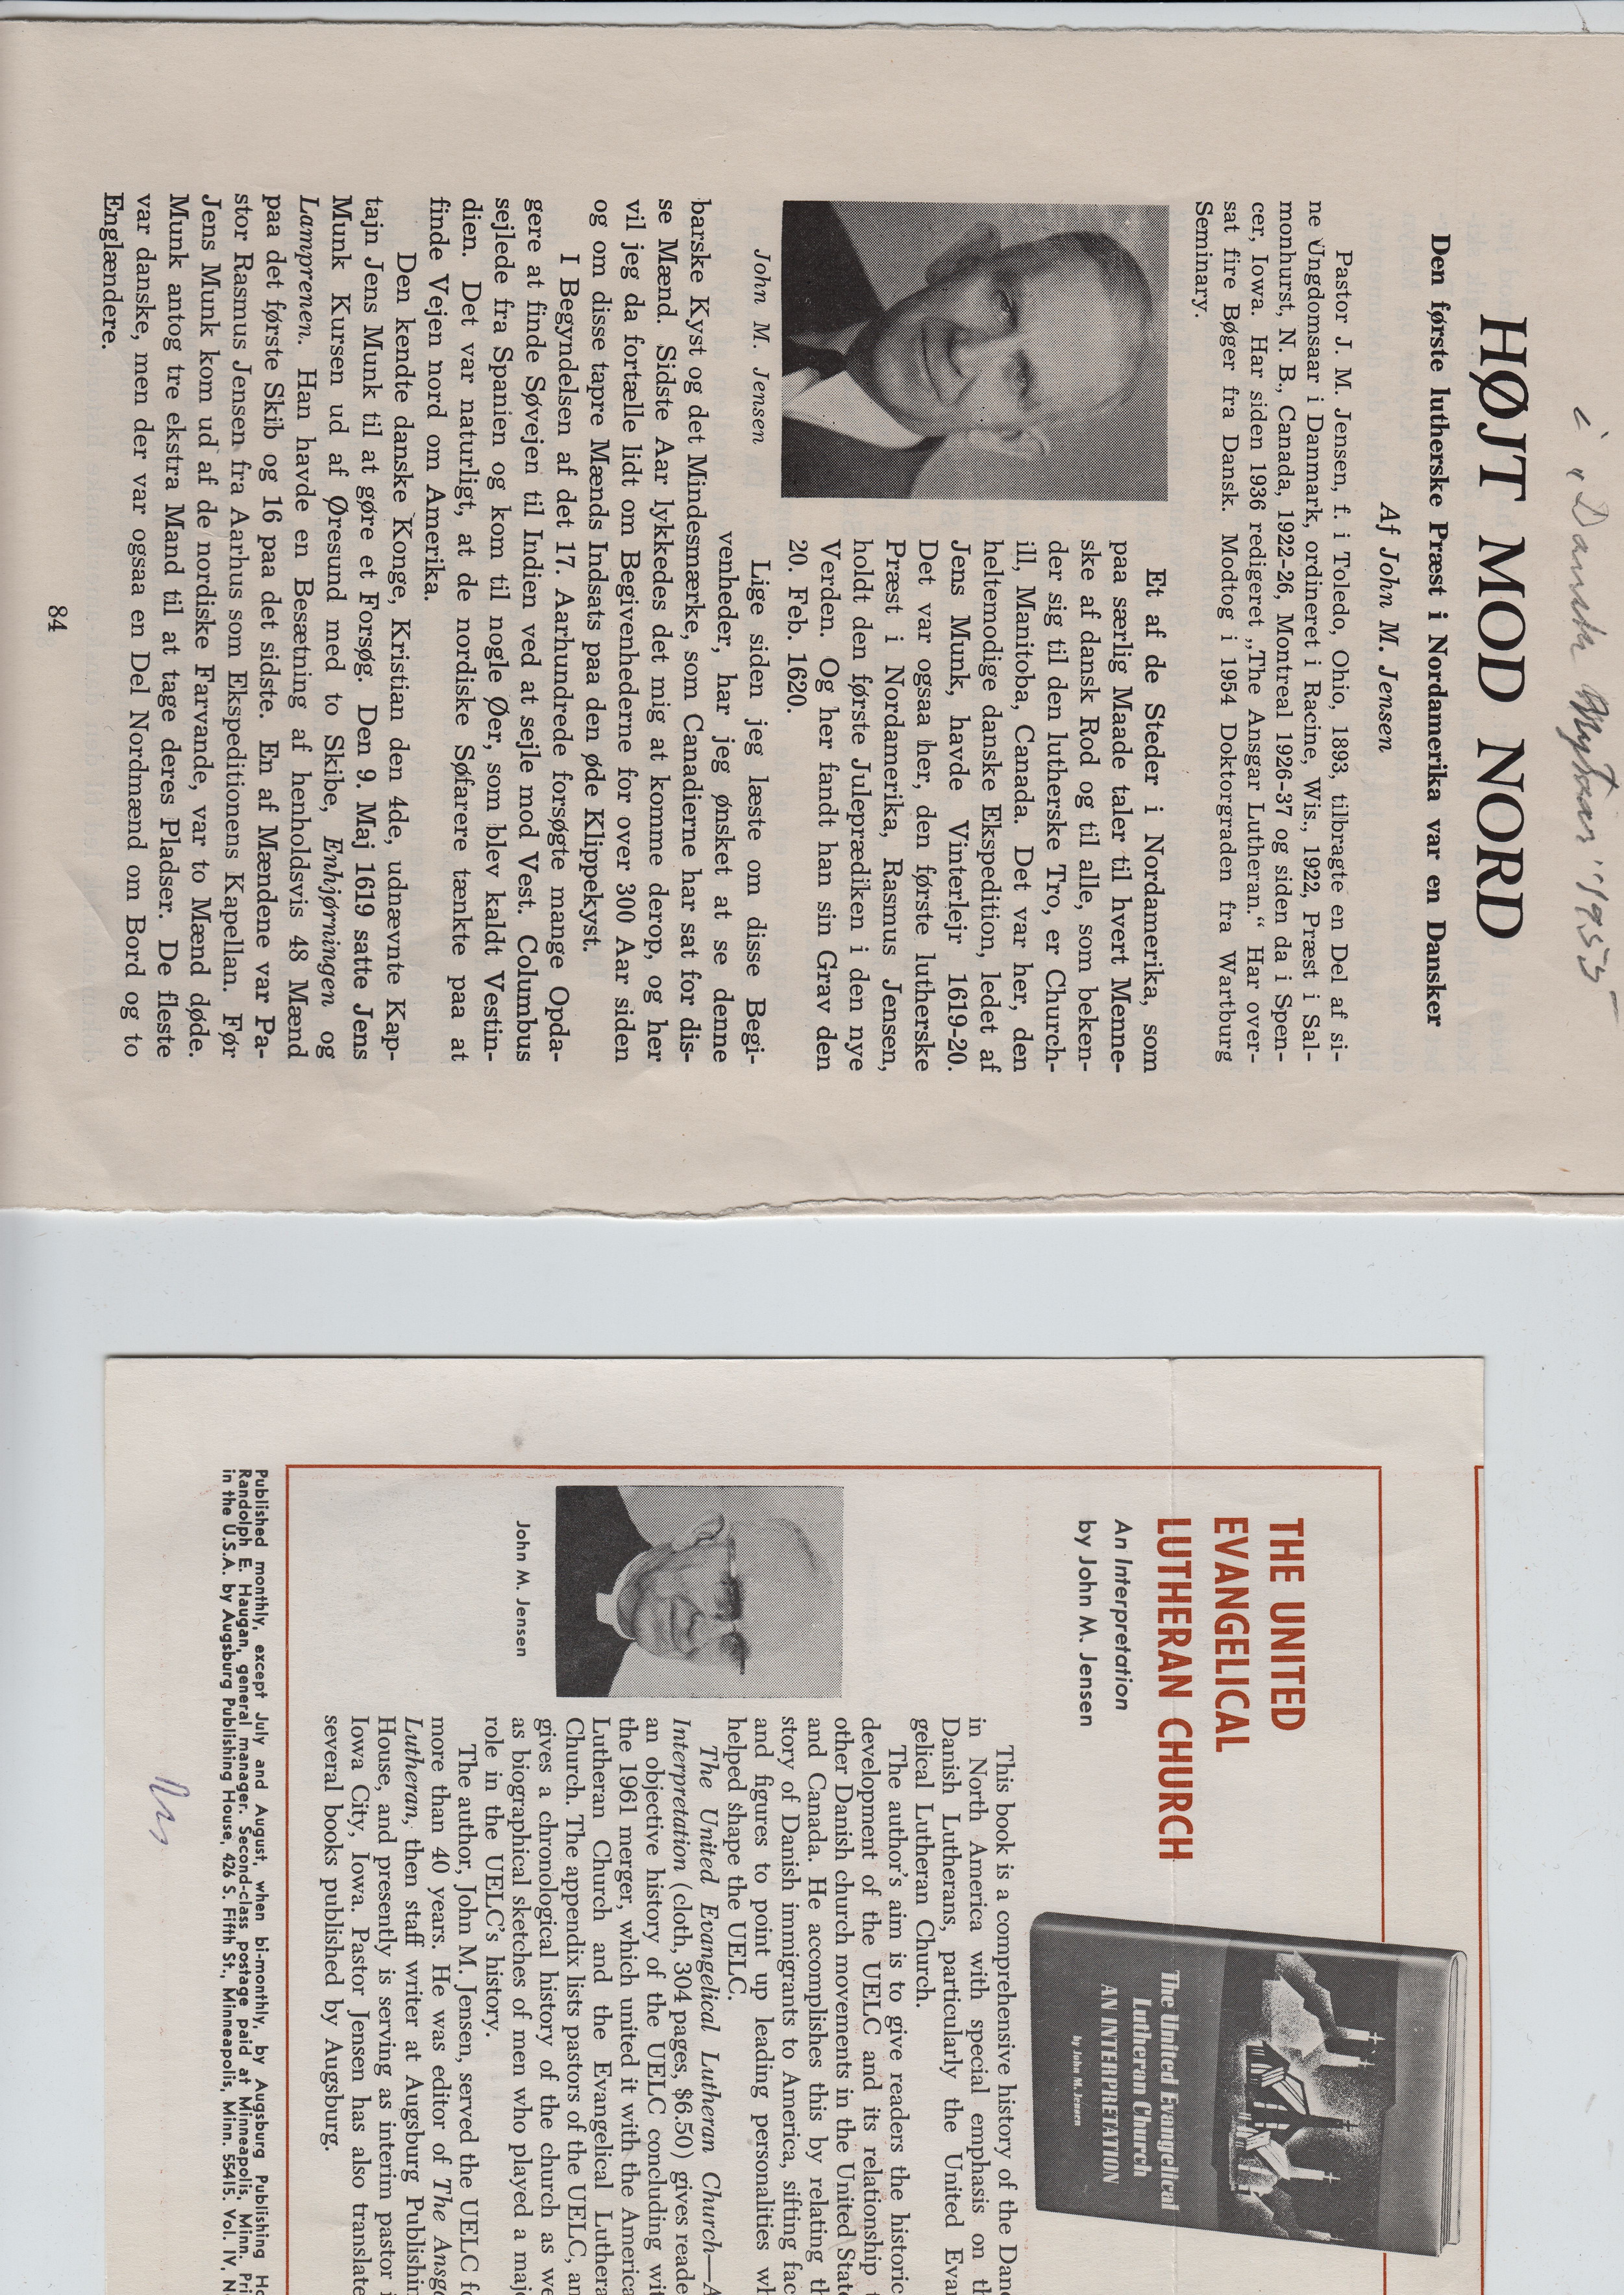 i „Dansk Nytaar" 1955
HØJT MOD NORD
Den første lutherske Præst i Nordamerika var en Dansker
Af John M. Jensen
Pastor J. M. Jensen, f. i Toledo, Ohio, 1893, tilbragte en Del af si-
ne Ungdomsaar i Danmark, ordineret i Racine, Wis., 1922, Præst i Sal-
monhurst, N. B., Canada, 1922-26, Montreal 1926-37 og siden da i Spen-
cer, Iowa. Har siden 1936 redigeret „The Ansgar Lutheran.“ Har over-
sat fire Bøger fra Dansk. Modtog i 1954 Doktorgraden fra Wartburg
Seminary.
John M. Jensen
Et af de Steder i Nordamerika, som
paa særlig Maade taler til hvert Menne-
ske af dansk Rod og til alle, som beken-
der sig til den lutherske Tro, er Church-
ill, Manitoba, Canada. Det var her, den
heltemodige danske Ekspedition, ledet af
Jens Munk, havde Vinterlejr 1619-20.
Det var ogsaa her, den første lutherske
Præst i Nordamerika, Rasmus Jensen,
holdt den første Juleprædiken i den nye
Verden. Og her fandt han sin Grav den
20. Feb. 1620.
Lige siden jeg læste om disse Begi-
venheder, har jeg ønsket at se denne
barske Kyst og det Mindesmærke, som Canadierne har sat for dis-
se Mænd. Sidste Aar lykkedes det mig at komme derop, og her
vil jeg da fortælle lidt om Begivenhederne for over 300 Aar siden
og om disse tapre Mænds Indsats paa den øde Klippekyst.
I Begyndelsen af det 17. Aarhundrede forsøgte mange Opda-
gere at finde Søvejen til Indien ved at sejle mod Vest. Columbus
sejlede fra Spanien og kom til nogle Øer, som blev kaldt Vestin-
dien. Det var naturligt, at de nordiske Søfarere tænkte paa at
finde Vejen nord om Amerika.
Den kendte danske Konge, Kristian den 4de, udnævnte Kap-
tajn Jens Munk til at gøre et Forsøg. Den 9. Maj 1619 satte Jens
Munk Kursen ud af Øresund med to Skibe, Enhjørningen og
Lamprenen. Han havde en Besætning af henholdsvis 48 Mænd
paa det første Skib og 16 paa det sidste. En af Mændene var Pa-
stor Rasmus Jensen fra Aarhus som Ekspeditionens Kapellan. Før
Jens Munk kom ud af de nordiske Farvande, var to Mænd døde.
Munk antog tre ekstra Mand til at tage deres Pladser. De fleste
var danske, men der var ogsaa en Del Nordmænd om Bord og to
Englændere.
84
THE UNITED
EVANGELICAL
LUTHERAN CHURCH
An Interpretation
by John M. Jensen
The United Evangelical
Lutheran Church
AN INTERPRETATION
by John M. Jensen
John M. Jensen
This book is a comprehensive history of the Dane
in North America with special emphasis on th
Danish Lutherans, particularly the United Evan
gelical Lutheran Church.
The author's aim is to give readers the historic
development of the UELC and its relationship t
other Danish church movements in the United State
and Canada. He accomplishes this by relating th
story of Danish immigrants to America, sifting fac
and figures to point up leading personalities wh
helped shape the UELC.
The United Evangelical Lutheran Church—A
Interpretation (cloth, 304 pages, $6.50) gives reade
an objective history of the UELC concluding wit
the 1961 merger, which united it with the America
Lutheran Church and the Evangelical Luthera
Church. The appendix lists pastors of the UELC, an
gives a chronological history of the church as we
as biographical sketches of men who played a majo
role in the UELC's history.
The author, John M. Jensen, served the UELC fo
more than 40 years. He was editor of The Ansga
Lutheran, then staff writer at Augsburg Publishin
House, and presently is serving as interim pastor i
Iowa City, Iowa. Pastor Jensen has also translate
several books published by Augsburg.
Published monthly, except July and August, when bi-monthly, by Augsburg Publishing Ho
Randolph E. Haugan, general manager. Second-class postage paid at Minneapolis, Minn. Pri
in the U.S.A. by Augsburg Publishing House, 426 S. Fifth St., Minneapolis, Minn. 55415. Vol. IV, N